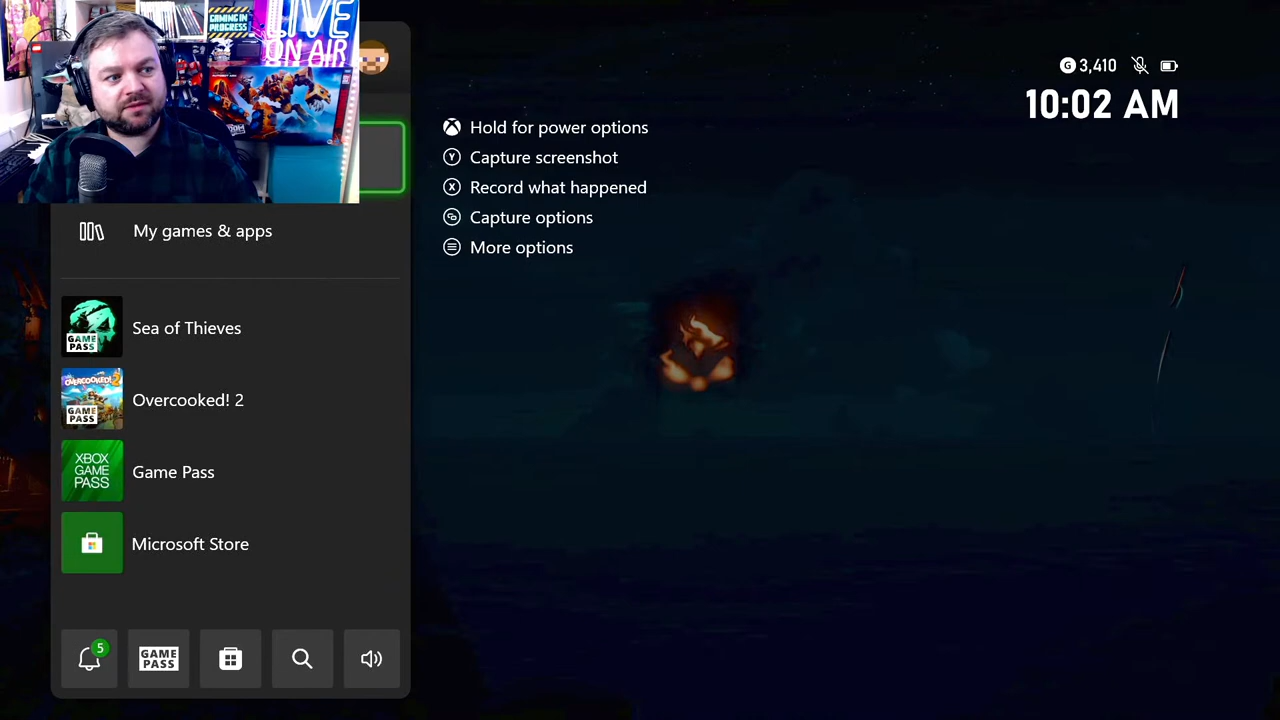 GAMING IN
PROGRESS
LIVE
ON AIR
G 3,410
10:02 AM
Hold for power options
Y Capture screenshot
X Record what happened
Capture options
More options
My games & apps
GAME
PASS
Sea of Thieves
OVERCOOKED! 2
GAME
PASS
Overcooked! 2
XBOX
GAME
PASS
Game Pass
Microsoft Store
5
GAME
PASS